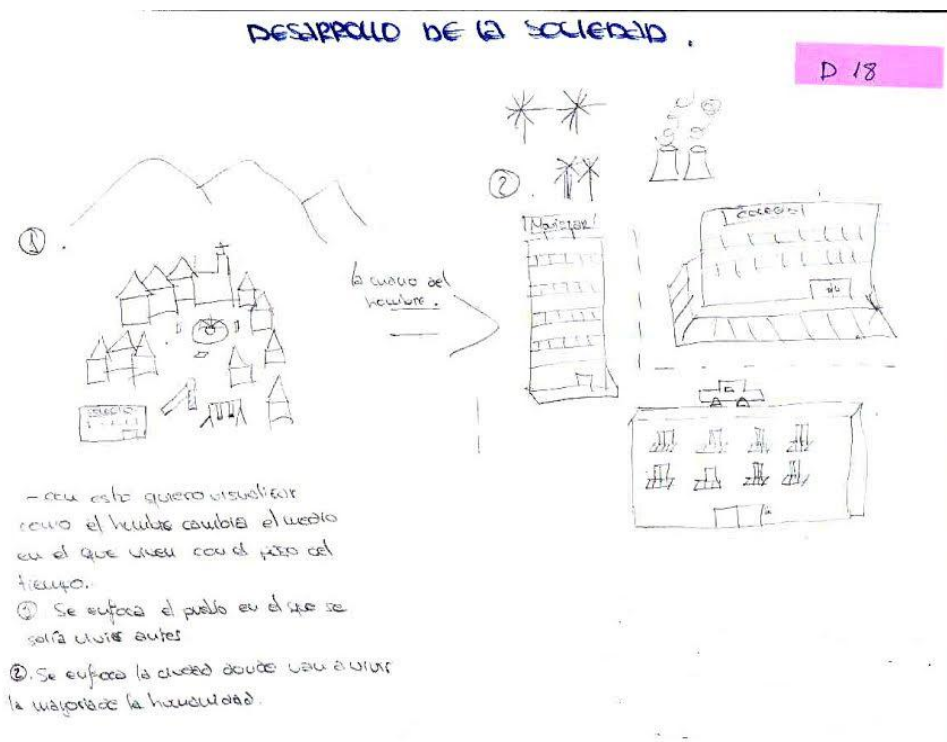 DESARROLLO DE LA SOCIEDAD.
D 18
①.
②.
la mano del
hombre.
COLEGIO
- con esto quiero visualizar
como el hombre cambia el medio
en el que viven con el paso del
tiempo.
① Se enfoca el pueblo en el que se
solía vivir antes
②. Se enfoca la ciudad donde van a vivir
la mayoría de la humanidad.